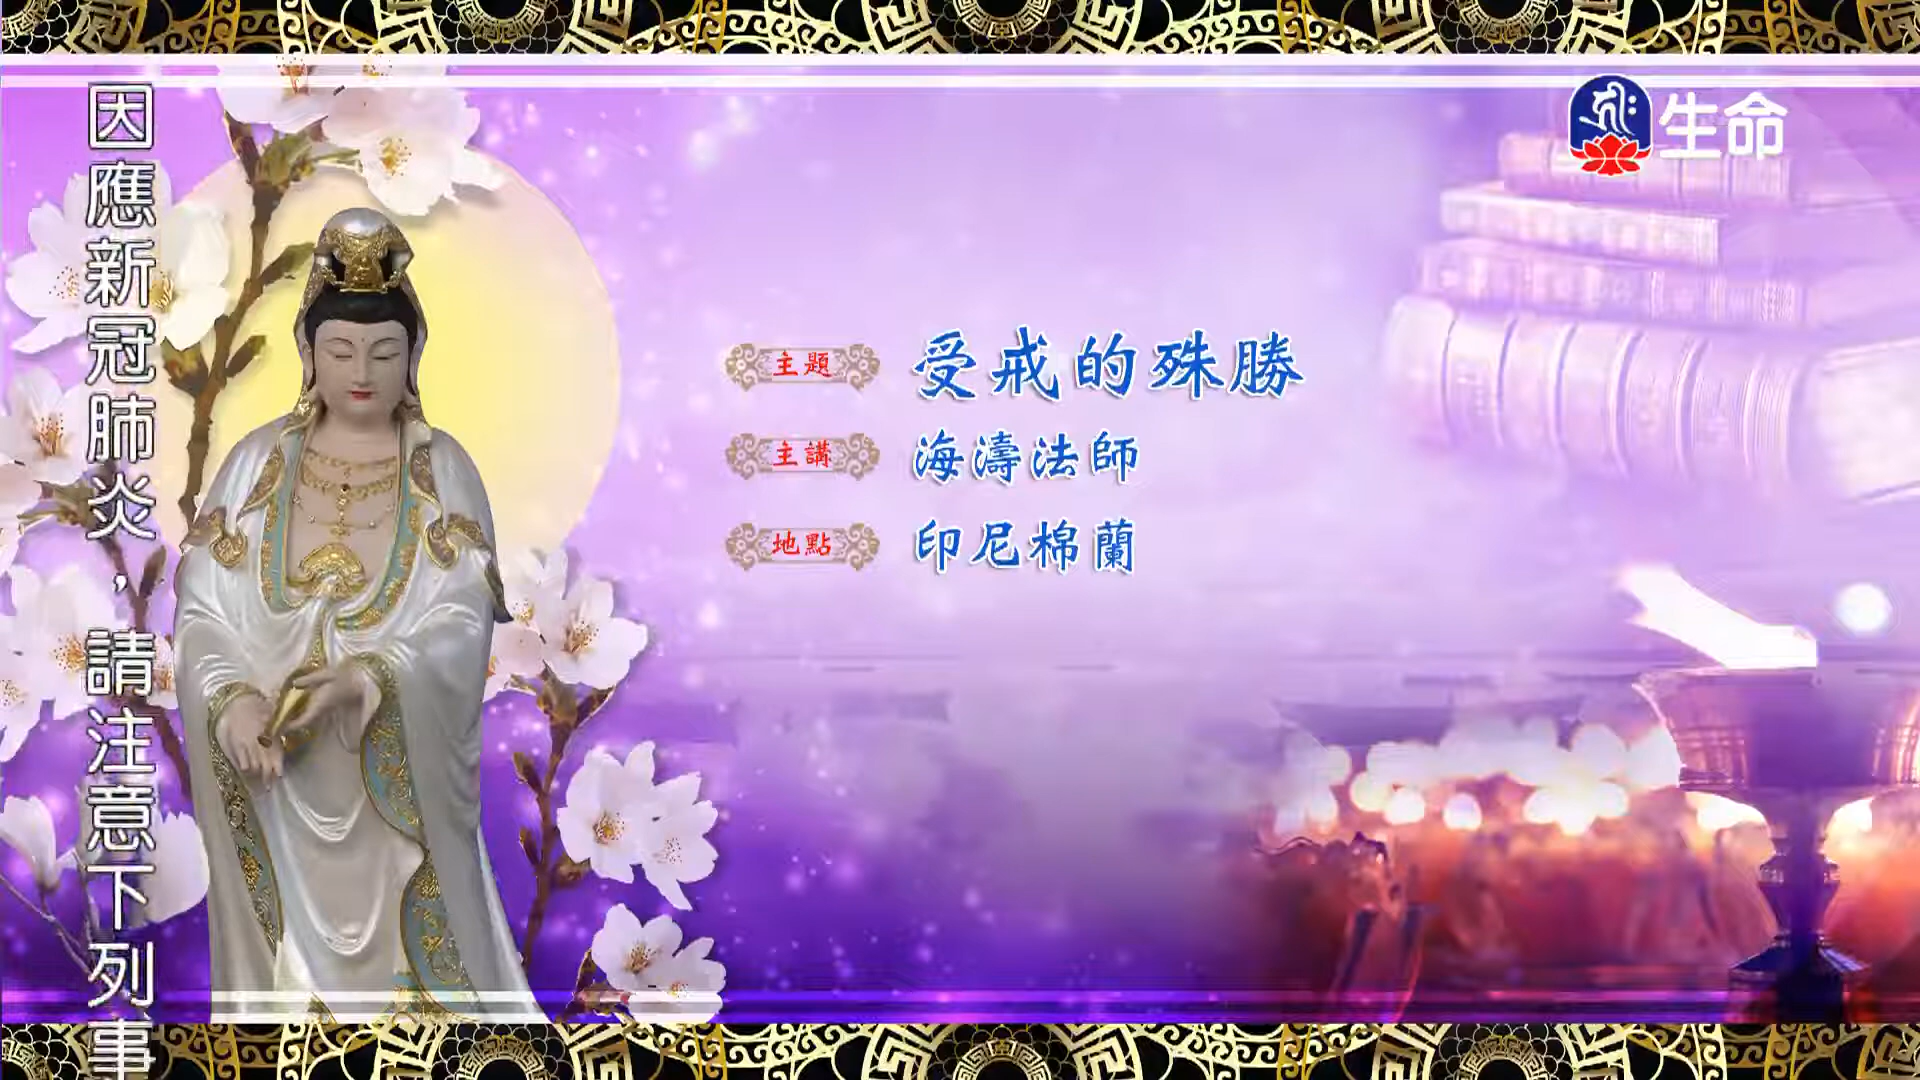 因應新冠肺炎，請注意下列事
生命
主題 受戒的殊勝
主講 海濤法師
地點 印尼棉蘭